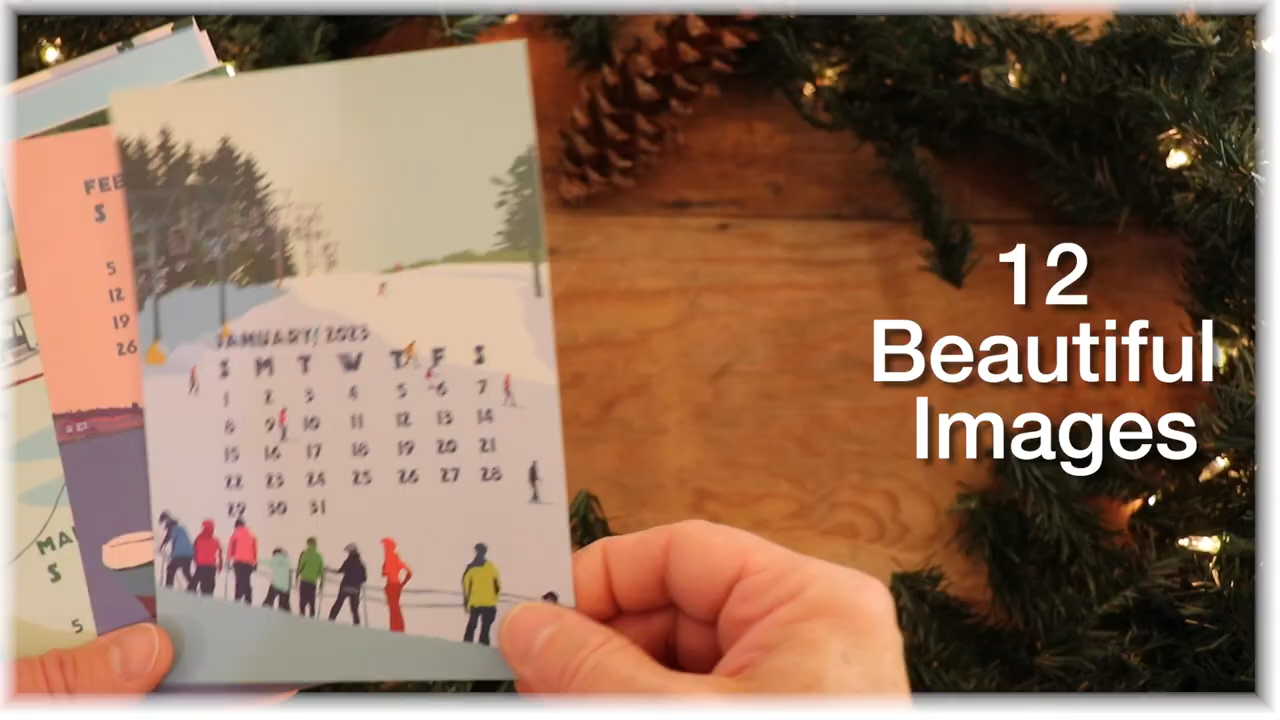 FEB
S
5
12
19
26
MA
S
5
JANUARY/2023
S M T W T F S
1 2 3 4 5 6 7
8 9 10 11 12 13 14
15 16 17 18 19 20 21
22 23 24 25 26 27 28
29 30 31
12
Beautiful
Images